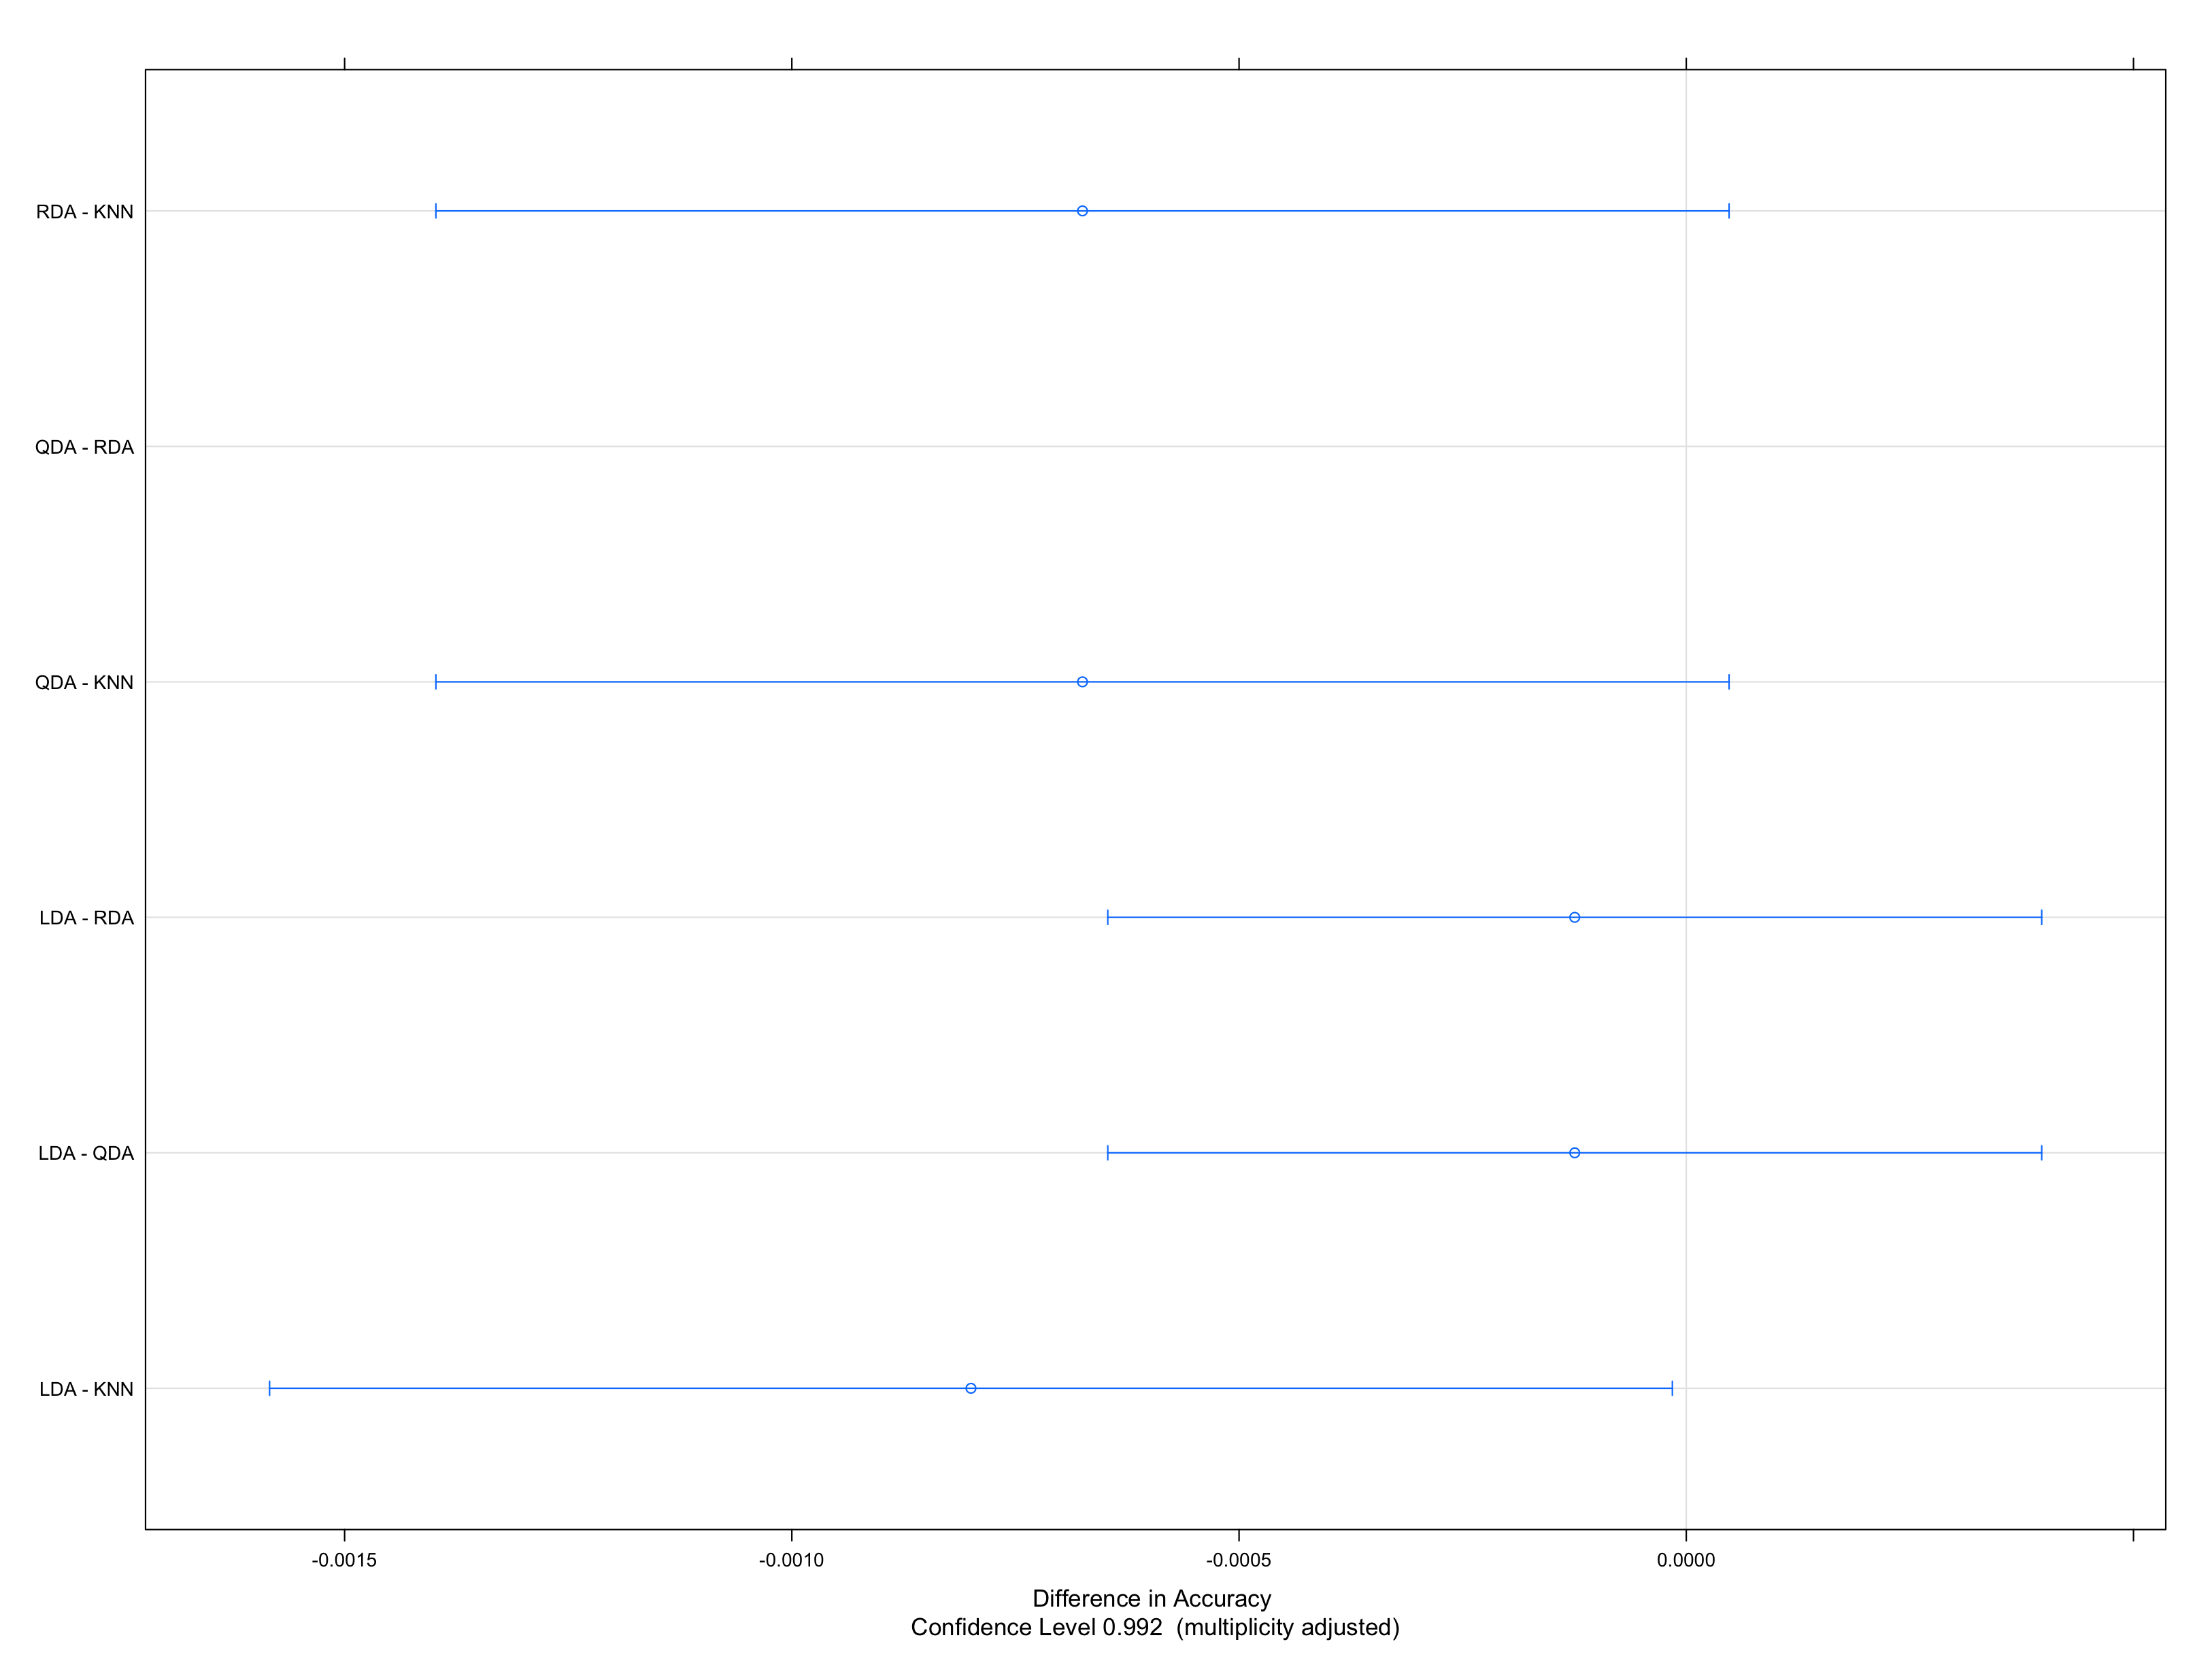 RDA - KNN
QDA - RDA
QDA - KNN
LDA - RDA
LDA - QDA
LDA - KNN
-0.0015
-0.0010
-0.0005
0.0000
Difference in Accuracy
Confidence Level 0.992 (multiplicity adjusted)